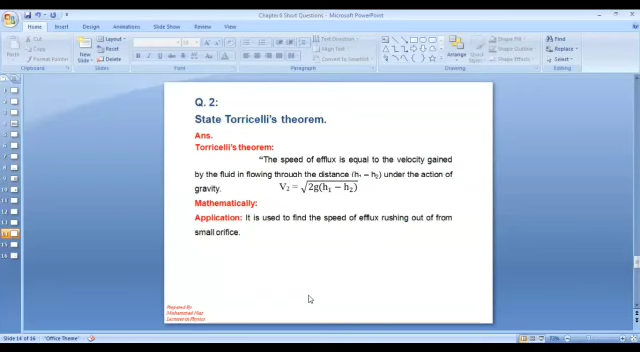 Chapter 6 Short Questions - Microsoft PowerPoint
Home Insert Design Animations Slide Show Review View
Paste Cut Copy Format Painter Clipboard
New Slide Layout Reset Delete Slides
Font
Paragraph
Text Direction Align Text Convert to SmartArt
Arrange Quick Styles Shape Fill Shape Outline Shape Effects Drawing
Find Replace Select Editing
Q. 2:
State Torricelli's theorem.
Ans.
Torricelli's theorem:
"The speed of efflux is equal to the velocity gained
by the fluid in flowing through the distance (h₁ – h₂) under the action of
gravity. V₂ = √2g(h₁ − h₂)
Mathematically:
Application: It is used to find the speed of efflux rushing out of from
small orifice.
Prepared By
Muhammad Niaz
Lecturer in Physics
Slide 14 of 16 "Office Theme"